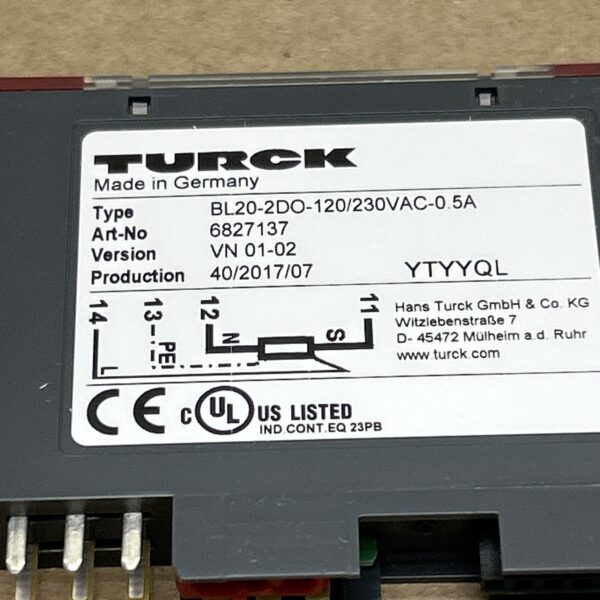 TURCK
Made in Germany
Type BL20-2DO-120/230VAC-0.5A
Art-No 6827137
Version VN 01-02
Production 40/2017/07 YTYYQL
14 13 12 11
L PE N S
Hans Turck GmbH & Co. KG
Witzlebenstraße 7
D- 45472 Mülheim a.d. Ruhr
www.turck.com
CE c UL US LISTED
IND CONT.EQ 23PB